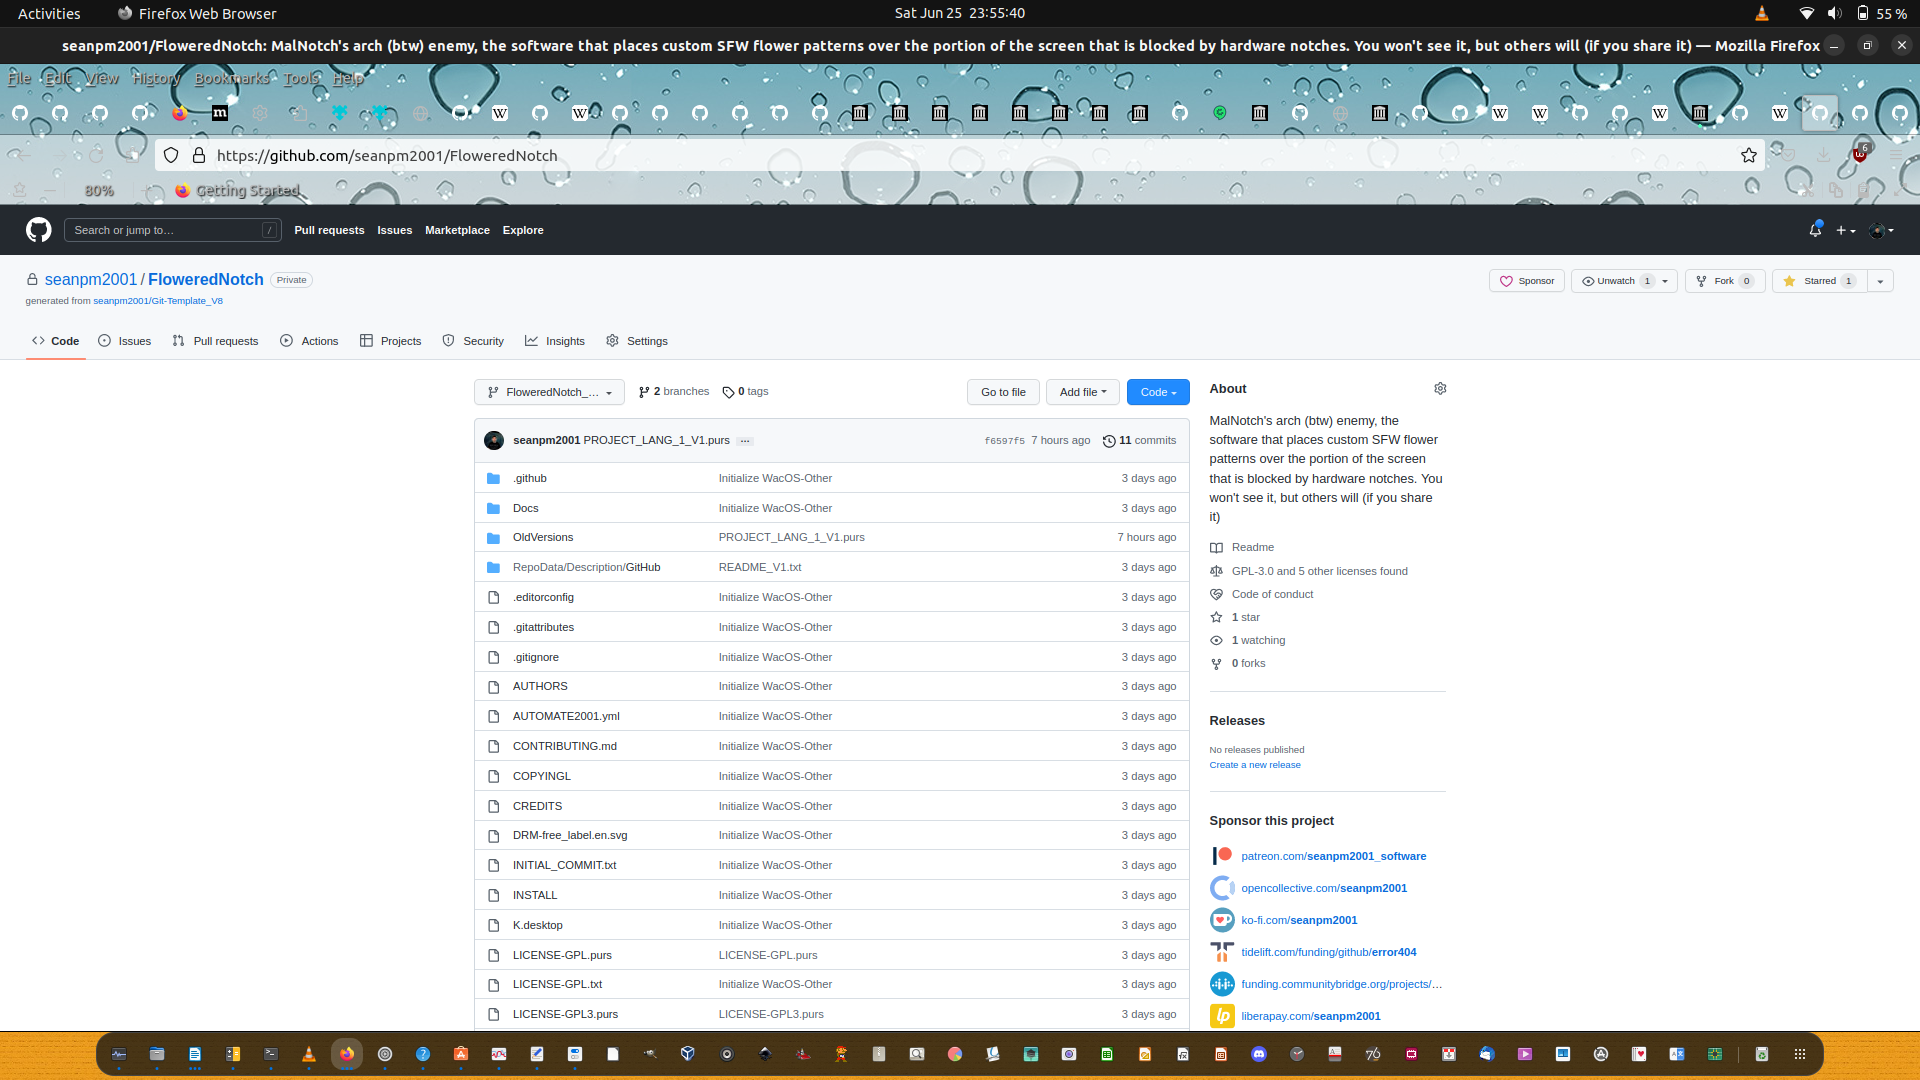 Activities Firefox Web Browser Sat Jun 25 23:55:40 55 %
seanpm2001/FloweredNotch: MalNotch's arch (btw) enemy, the software that places custom SFW flower patterns over the portion of the screen that is blocked by hardware notches. You won't see it, but others will (if you share it) — Mozilla Firefox
File Edit View History Bookmarks Tools Help
https://github.com/seanpm2001/FloweredNotch 6
80% Getting Started
Search or jump to… / Pull requests Issues Marketplace Explore
seanpm2001 / FloweredNotch Private Sponsor Unwatch 1 Fork 0 Starred 1
generated from seanpm2001/Git-Template_V8
Code Issues Pull requests Actions Projects Security Insights Settings
FloweredNotch_… 2 branches 0 tags Go to file Add file Code
seanpm2001 PROJECT_LANG_1_V1.purs … f6597f5 7 hours ago 11 commits
.github Initialize WacOS-Other 3 days ago
Docs Initialize WacOS-Other 3 days ago
OldVersions PROJECT_LANG_1_V1.purs 7 hours ago
RepoData/Description/GitHub README_V1.txt 3 days ago
.editorconfig Initialize WacOS-Other 3 days ago
.gitattributes Initialize WacOS-Other 3 days ago
.gitignore Initialize WacOS-Other 3 days ago
AUTHORS Initialize WacOS-Other 3 days ago
AUTOMATE2001.yml Initialize WacOS-Other 3 days ago
CONTRIBUTING.md Initialize WacOS-Other 3 days ago
COPYINGL Initialize WacOS-Other 3 days ago
CREDITS Initialize WacOS-Other 3 days ago
DRM-free_label.en.svg Initialize WacOS-Other 3 days ago
INITIAL_COMMIT.txt Initialize WacOS-Other 3 days ago
INSTALL Initialize WacOS-Other 3 days ago
K.desktop Initialize WacOS-Other 3 days ago
LICENSE-GPL.purs LICENSE-GPL.purs 3 days ago
LICENSE-GPL.txt Initialize WacOS-Other 3 days ago
LICENSE-GPL3.purs LICENSE-GPL3.purs 3 days ago
About
MalNotch's arch (btw) enemy, the
software that places custom SFW flower
patterns over the portion of the screen
that is blocked by hardware notches. You
won't see it, but others will (if you share
it)
Readme
GPL-3.0 and 5 other licenses found
Code of conduct
1 star
1 watching
0 forks
Releases
No releases published
Create a new release
Sponsor this project
patreon.com/seanpm2001_software
opencollective.com/seanpm2001
ko-fi.com/seanpm2001
tidelift.com/funding/github/error404
funding.communitybridge.org/projects/…
liberapay.com/seanpm2001